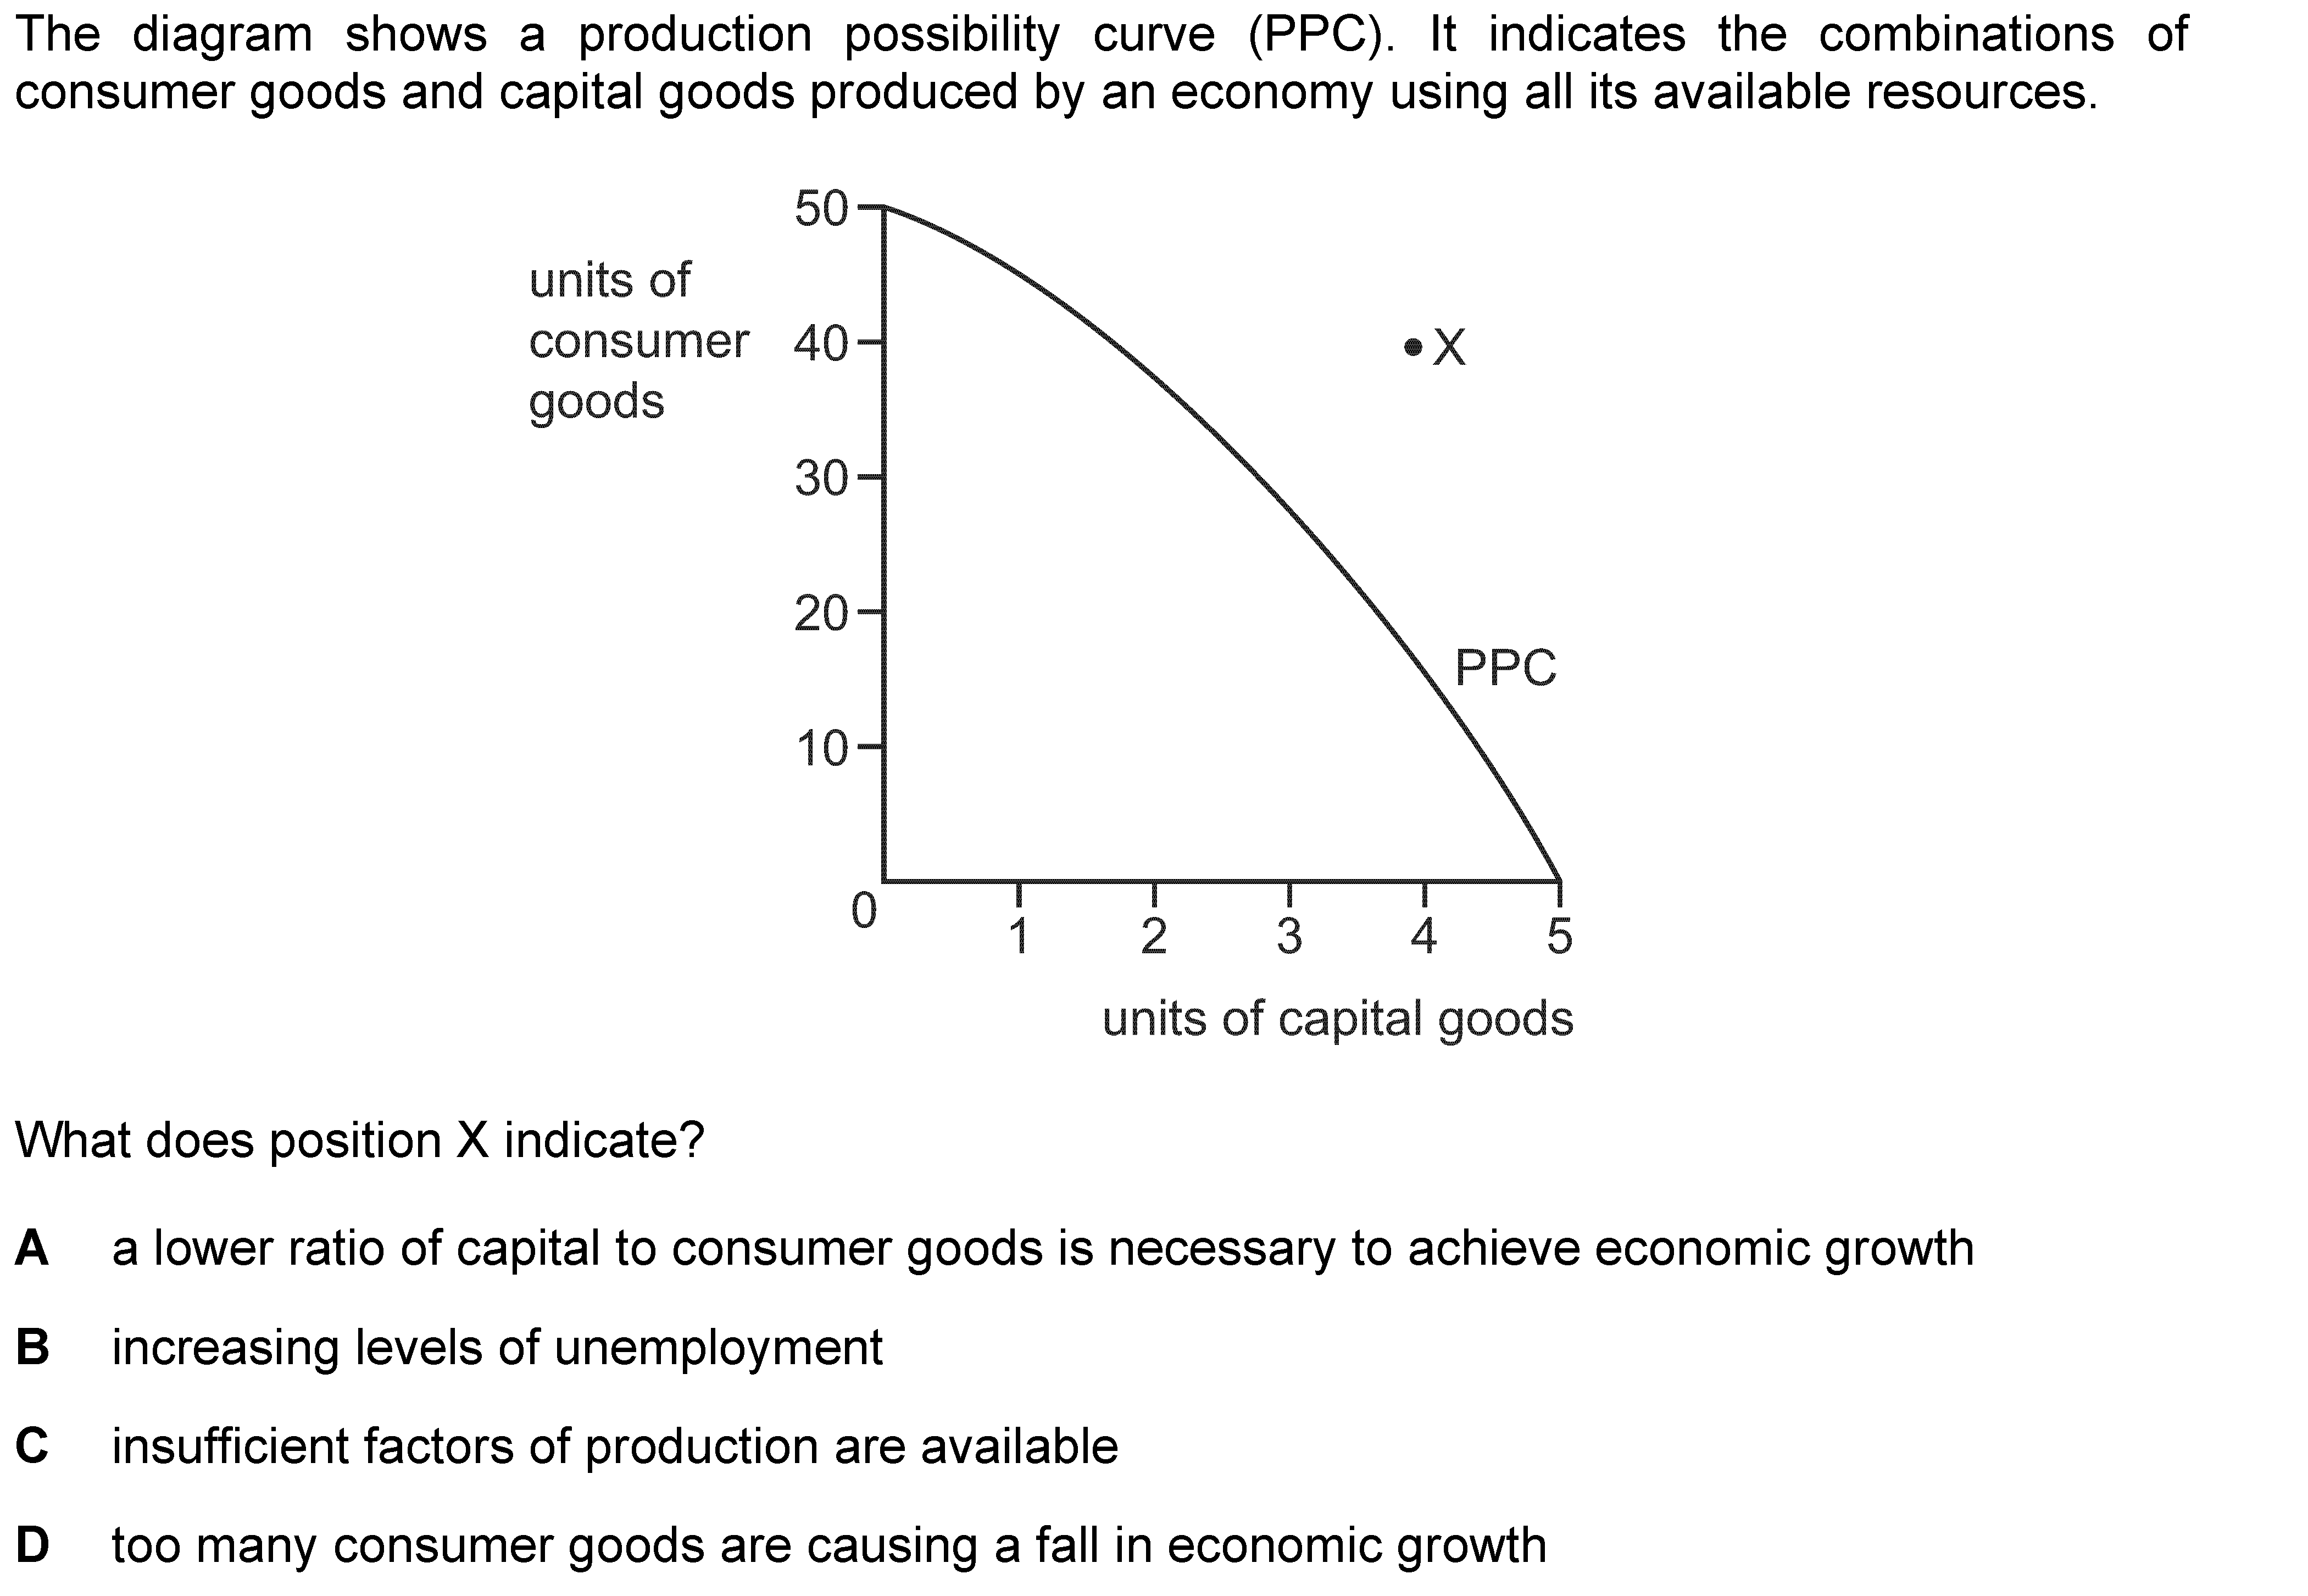 The diagram shows a production possibility curve (PPC). It indicates the combinations of
consumer goods and capital goods produced by an economy using all its available resources.
50
units of
consumer
goods
40
X
30
20
PPC
10
0
1 2 3 4 5
units of capital goods
What does position X indicate?
A a lower ratio of capital to consumer goods is necessary to achieve economic growth
B increasing levels of unemployment
C insufficient factors of production are available
D too many consumer goods are causing a fall in economic growth